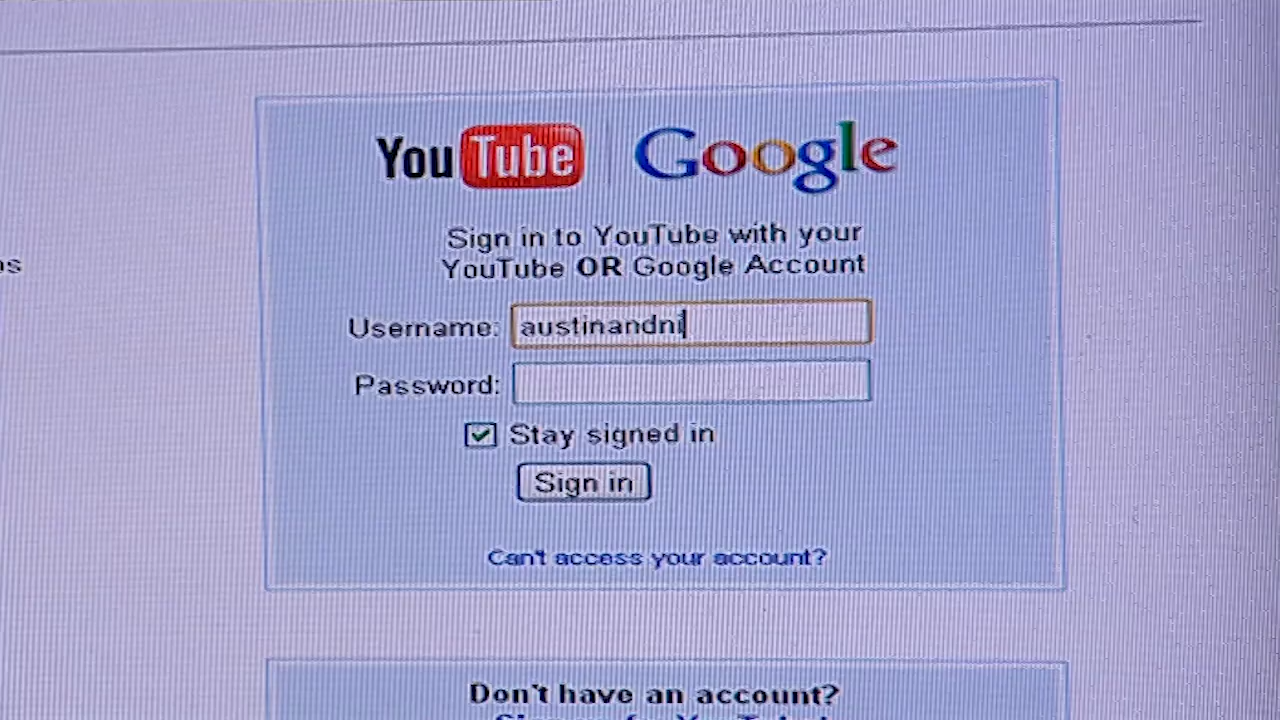 YouTube Google
Sign in to YouTube with your
YouTube OR Google Account
Username: austinandni
Password:
Stay signed in
Sign in
Can't access your account?
Don't have an account?